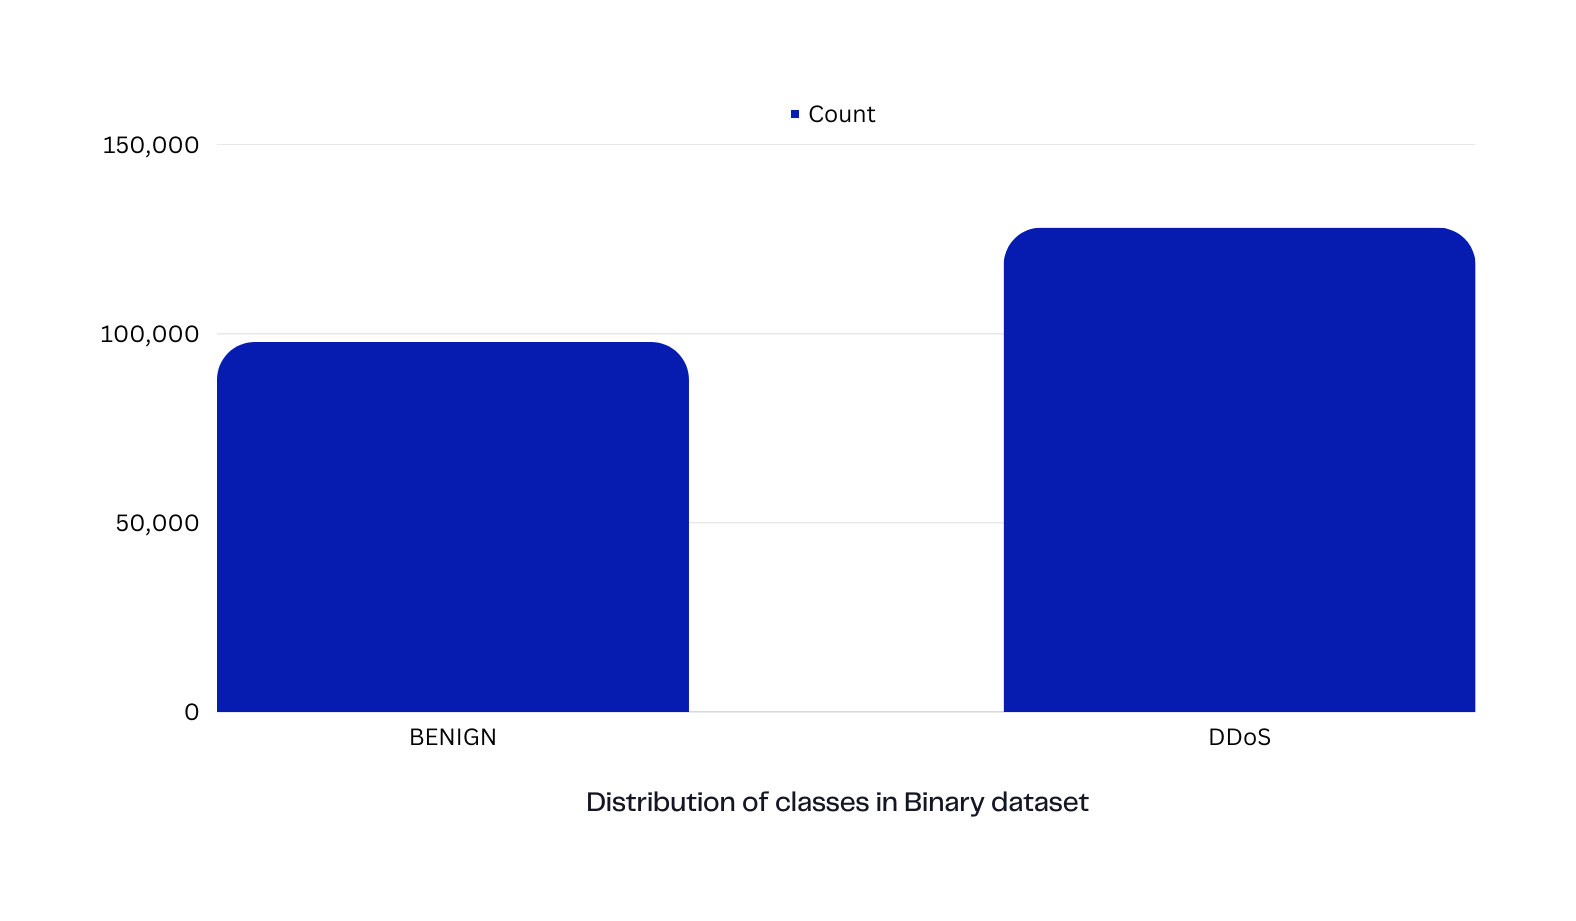 Count
150,000
100,000
50,000
0
BENIGN
DDoS
Distribution of classes in Binary dataset